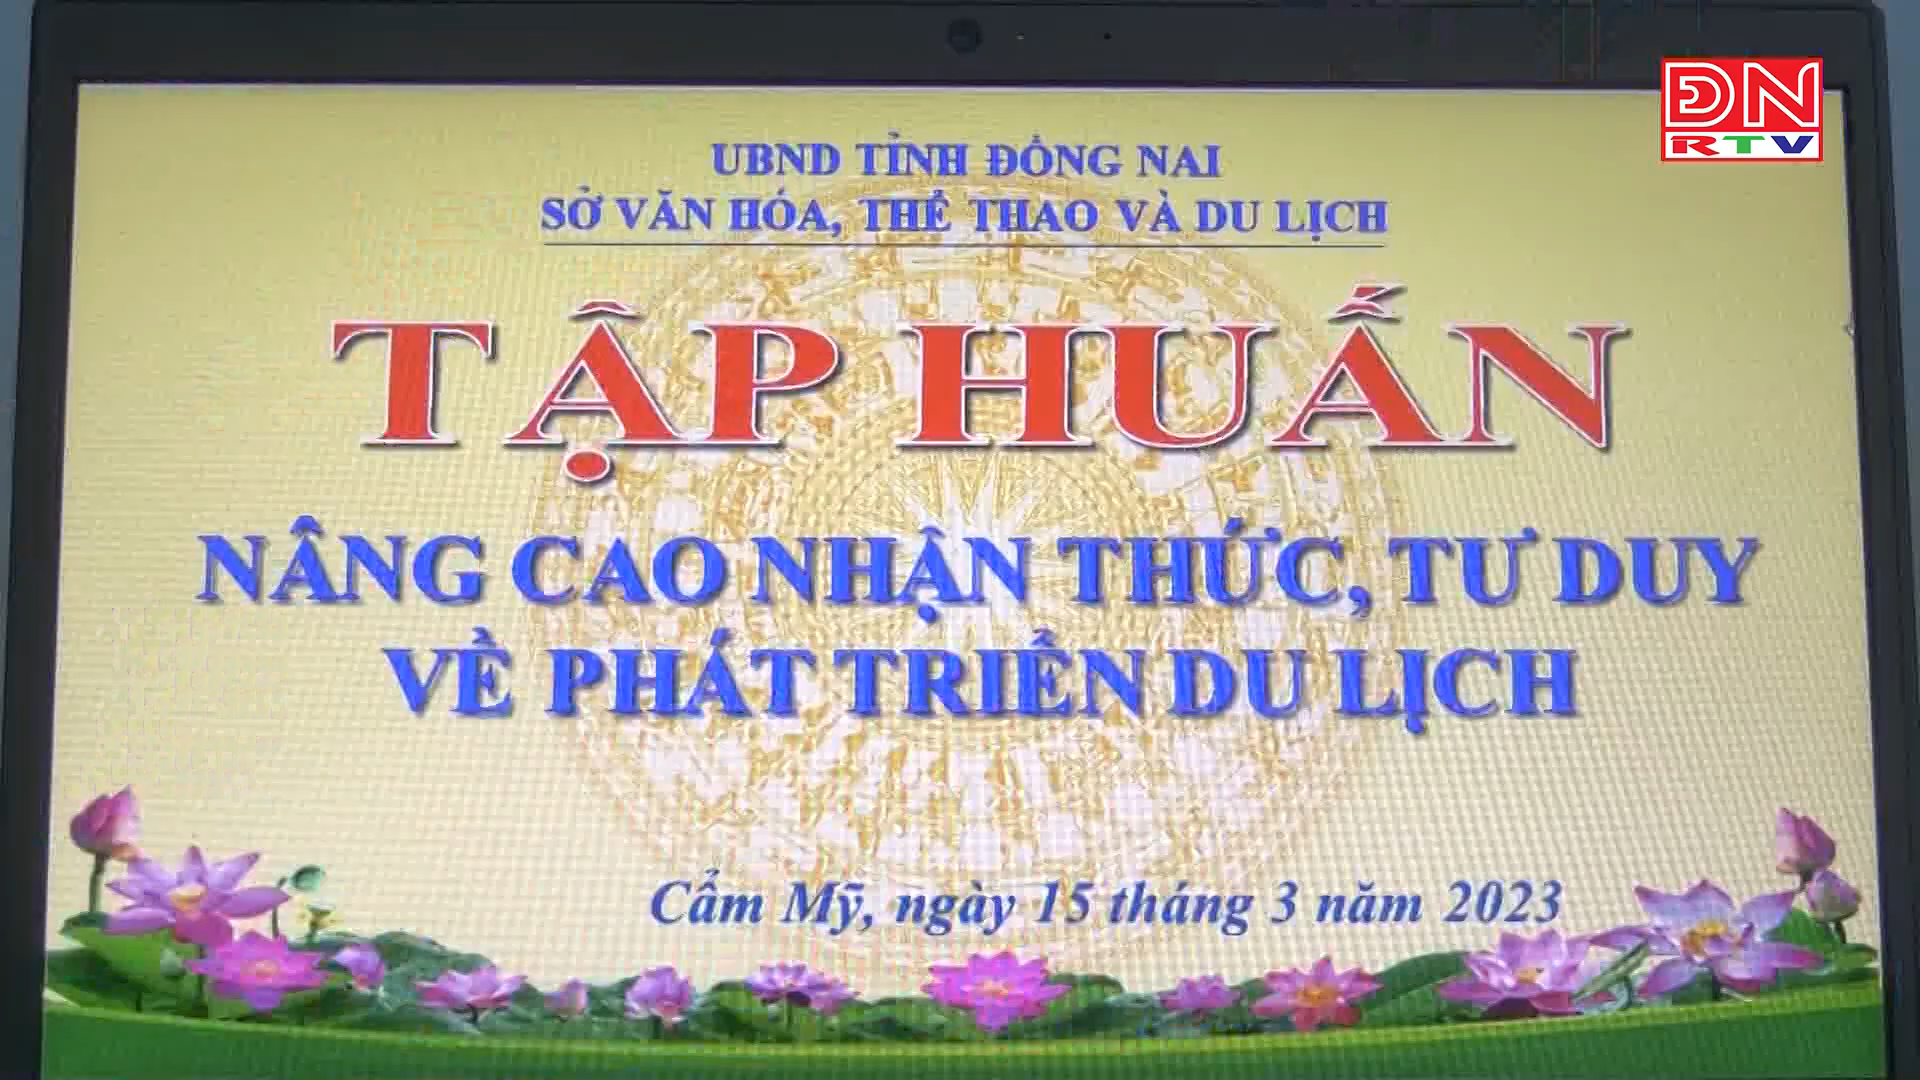 ĐN
RTV
UBND TỈNH ĐỒNG NAI
SỞ VĂN HÓA, THỂ THAO VÀ DU LỊCH
TẬP HUẤN
NÂNG CAO NHẬN THỨC, TƯ DUY
VỀ PHÁT TRIỂN DU LỊCH
Cẩm Mỹ, ngày 15 tháng 3 năm 2023